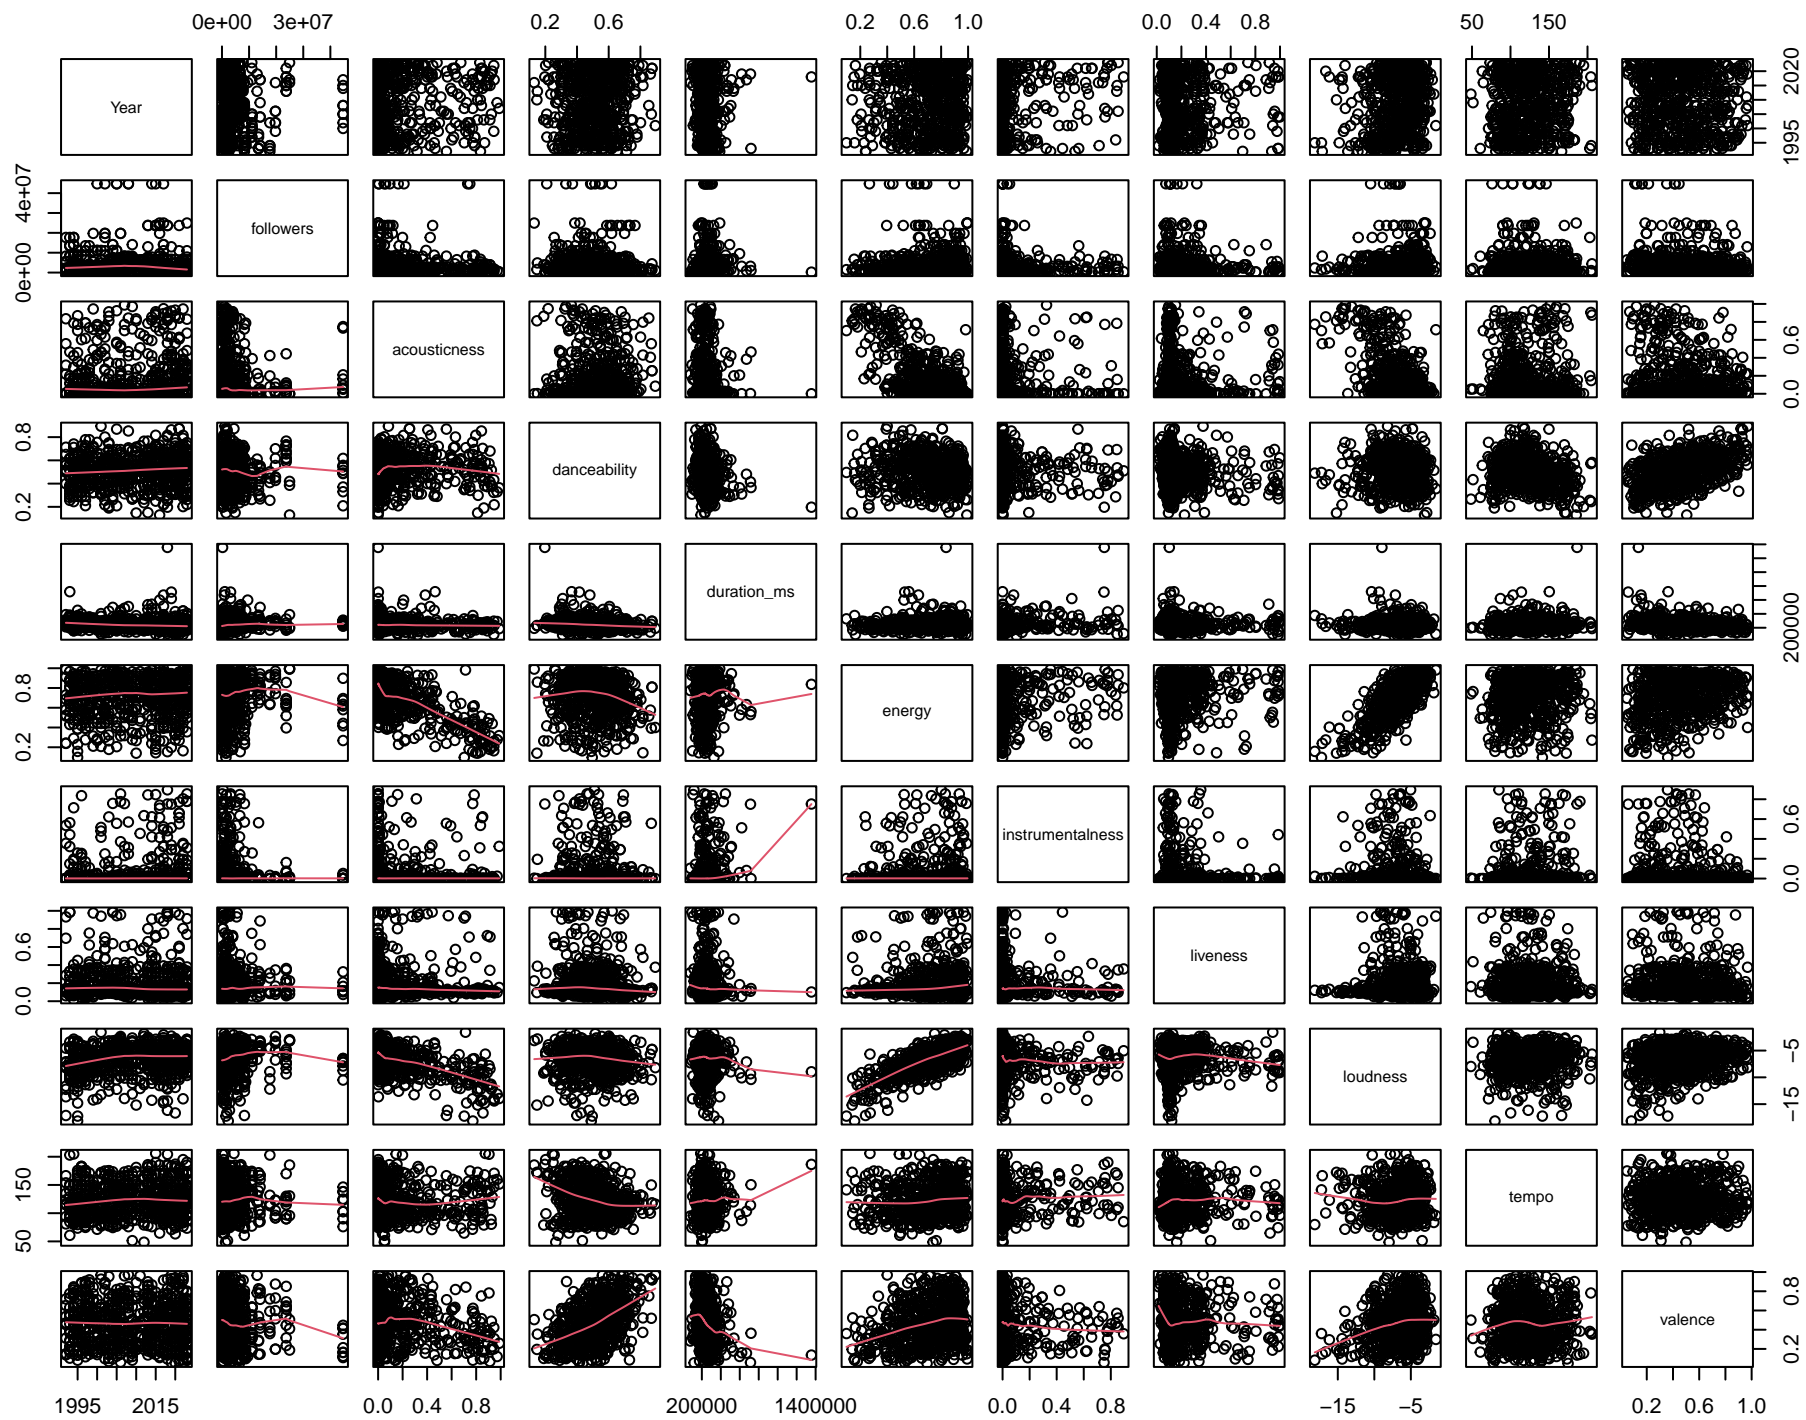 0e+00 3e+07 0.2 0.6 0.2 0.6 1.0 0.0 0.4 0.8 50 150
Year 1995 2020
0e+00 4e+07 followers
acousticness 0.0 0.6
0.2 0.8 danceability
duration_ms 200000
0.2 0.8 energy
instrumentalness 0.0 0.6
0.0 0.6 liveness
loudness -15 -5
50 150 tempo
valence 0.2 0.8
1995 2015 0.0 0.4 0.8 200000 1400000 0.0 0.4 0.8 -15 -5 0.2 0.6 1.0